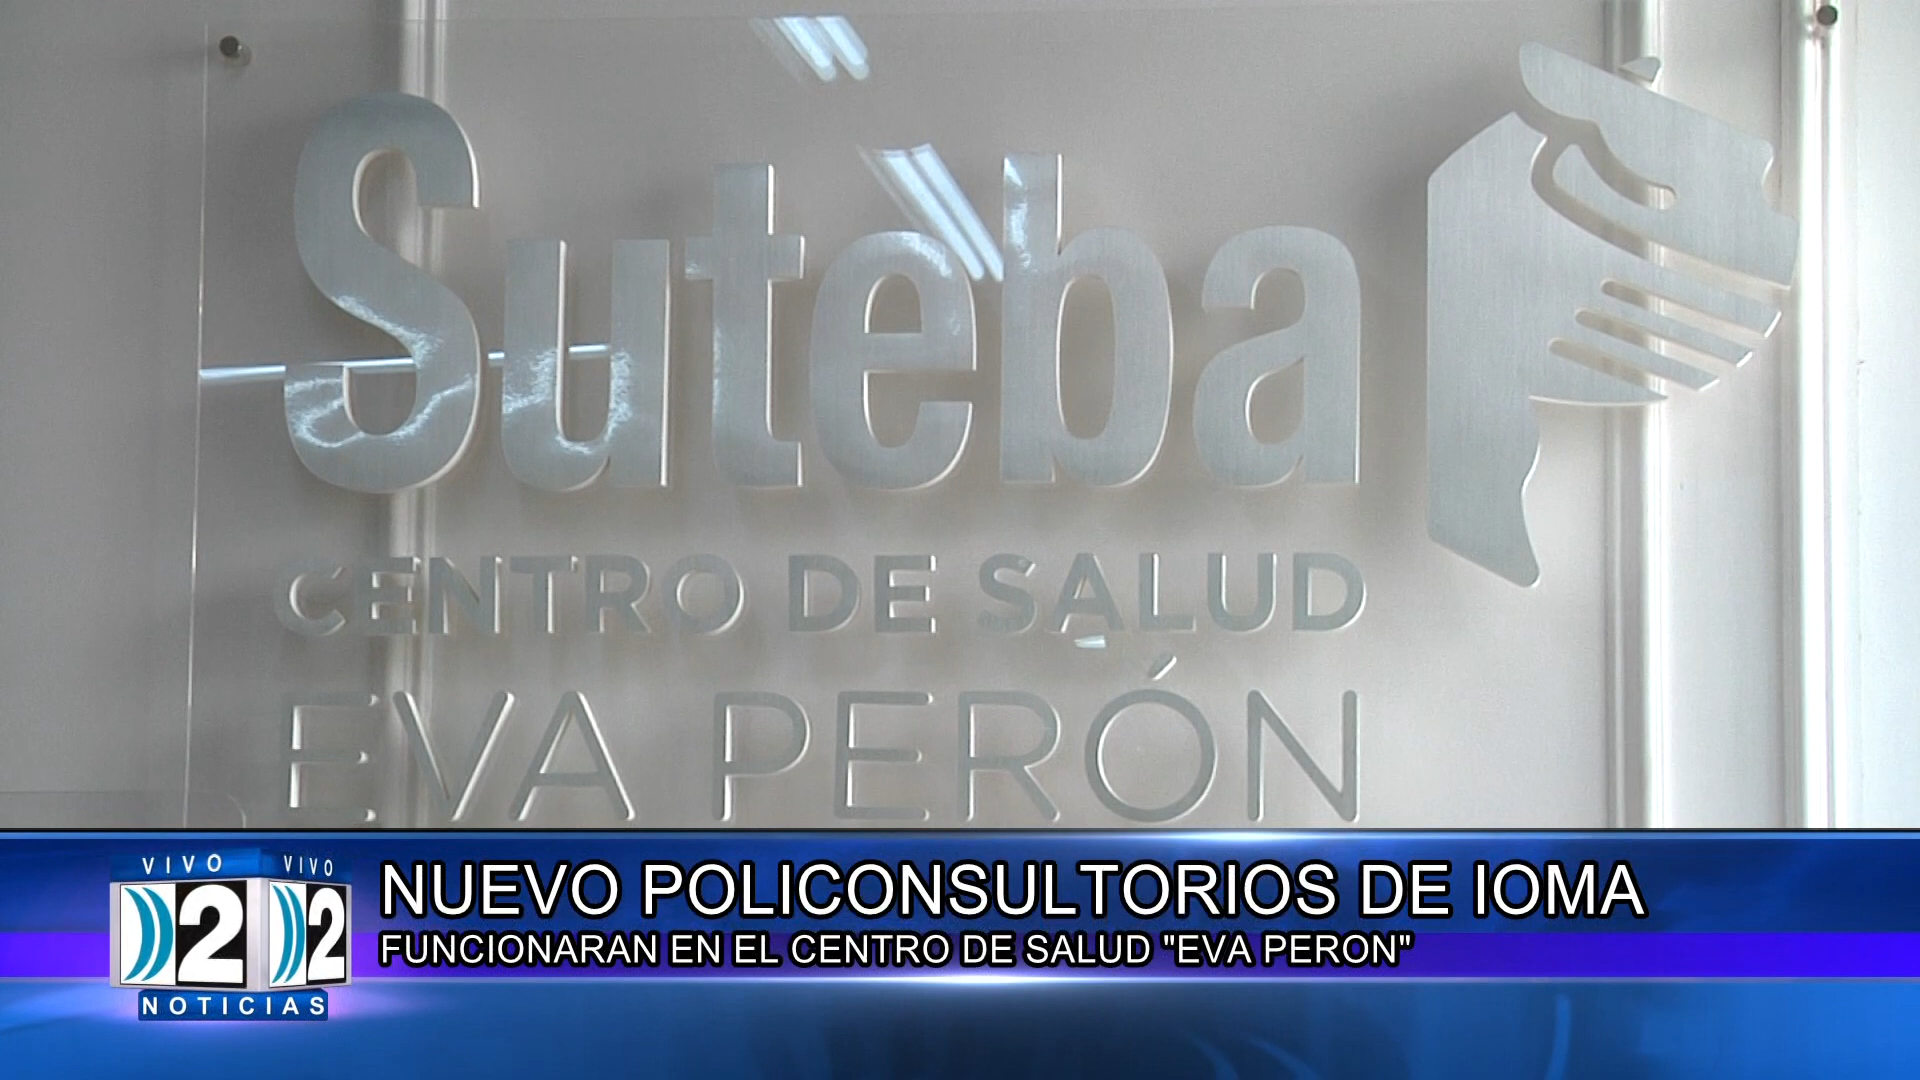 Suteba
CENTRO DE SALUD
EVA PERÓN
VIVO
VIVO
2
2
NOTICIAS
NUEVO POLICONSULTORIOS DE IOMA
FUNCIONARAN EN EL CENTRO DE SALUD "EVA PERON"